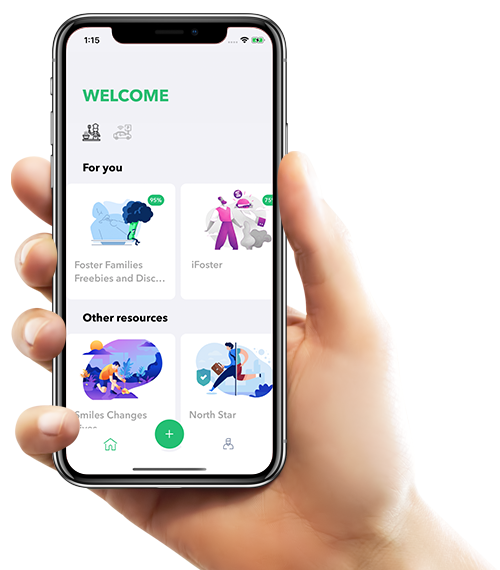 1:15
WELCOME
For you
95%
75%
Foster Families
Freebies and Disc...
iFoster
Other resources
Smiles Changes
North Star
+